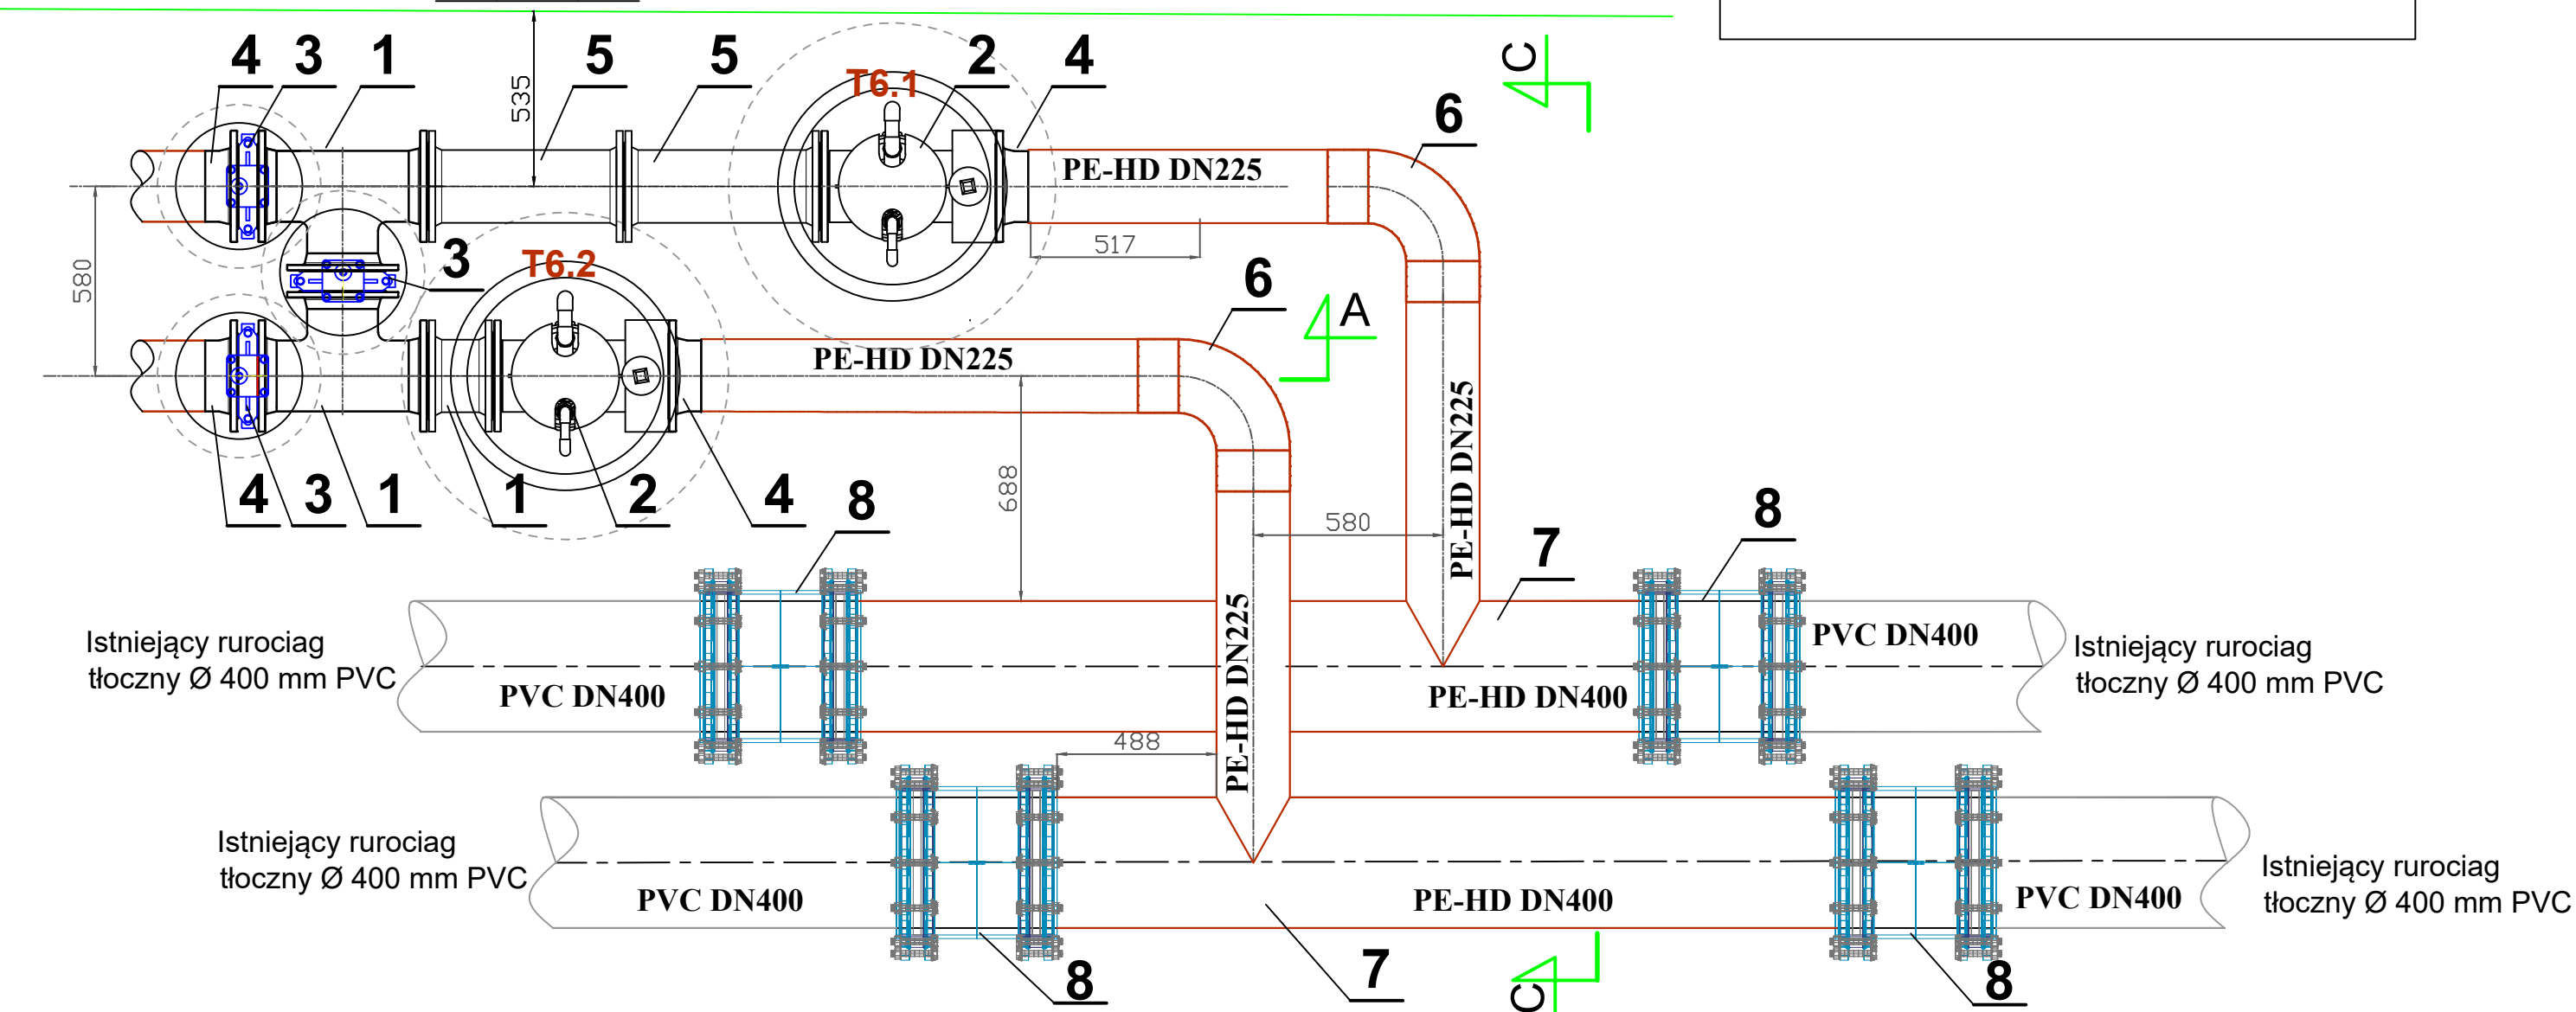 4
3
1
5
5
T6.1
2
4
C
6
535
PE-HD DN225
517
580
3
T6.2
6
A
PE-HD DN225
PE-HD DN225
688
4
3
1
1
2
4
8
580
8
7
Istniejący rurociag
tłoczny Ø 400 mm PVC
PVC DN400
PE-HD DN225
PE-HD DN400
PVC DN400
Istniejący rurociag
tłoczny Ø 400 mm PVC
488
Istniejący rurociag
tłoczny Ø 400 mm PVC
PVC DN400
PE-HD DN400
PVC DN400
Istniejący rurociag
tłoczny Ø 400 mm PVC
8
7
C
8